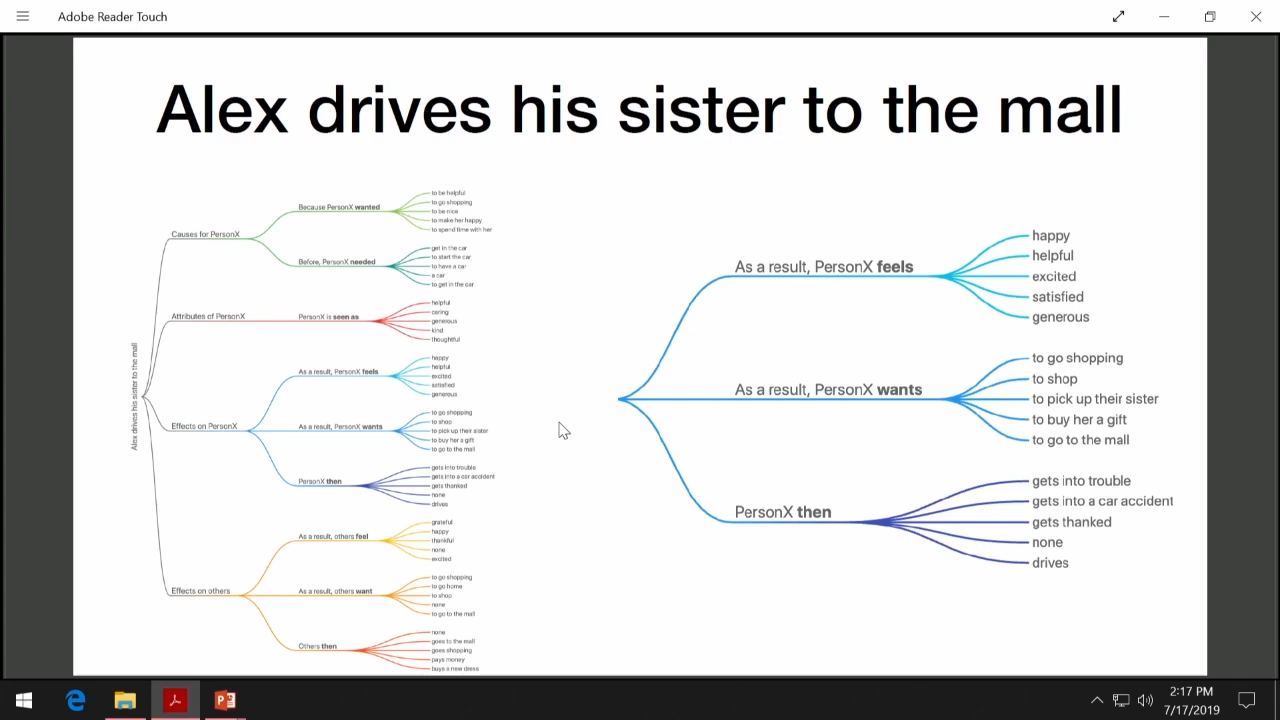 Adobe Reader Touch
Alex drives his sister to the mall
Alex drives his sister to the mall
Causes for PersonX
Because PersonX wanted
to be helpful
to go shopping
to be nice
to make her happy
to spend time with her
Before, PersonX needed
get in the car
to start the car
to have a car
a car
to get in the car
Attributes of PersonX
PersonX is seen as
helpful
caring
generous
kind
thoughtful
Effects on PersonX
As a result, PersonX feels
happy
helpful
excited
satisfied
generous
As a result, PersonX wants
to go shopping
to shop
to pick up their sister
to buy her a gift
to go to the mall
PersonX then
gets into trouble
gets into a car accident
gets thanked
none
drives
Effects on others
As a result, others feel
grateful
happy
thankful
none
excited
As a result, others want
to go shopping
to go home
to shop
none
to go to the mall
Others then
none
goes to the mall
goes shopping
pays money
buys a new dress
As a result, PersonX feels
happy
helpful
excited
satisfied
generous
As a result, PersonX wants
to go shopping
to shop
to pick up their sister
to buy her a gift
to go to the mall
PersonX then
gets into trouble
gets into a car accident
gets thanked
none
drives
2:17 PM
7/17/2019